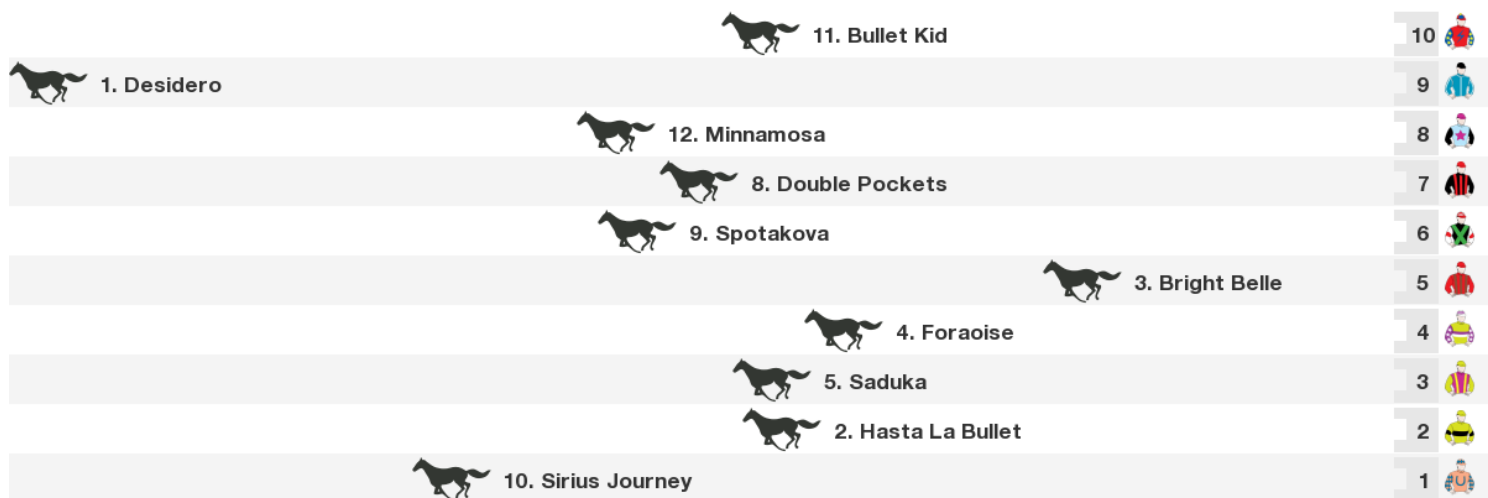 11. Bullet Kid 10
1. Desidero 9
12. Minnamosa 8
8. Double Pockets 7
9. Spotakova 6
3. Bright Belle 5
4. Foraoise 4
5. Saduka 3
2. Hasta La Bullet 2
10. Sirius Journey 1